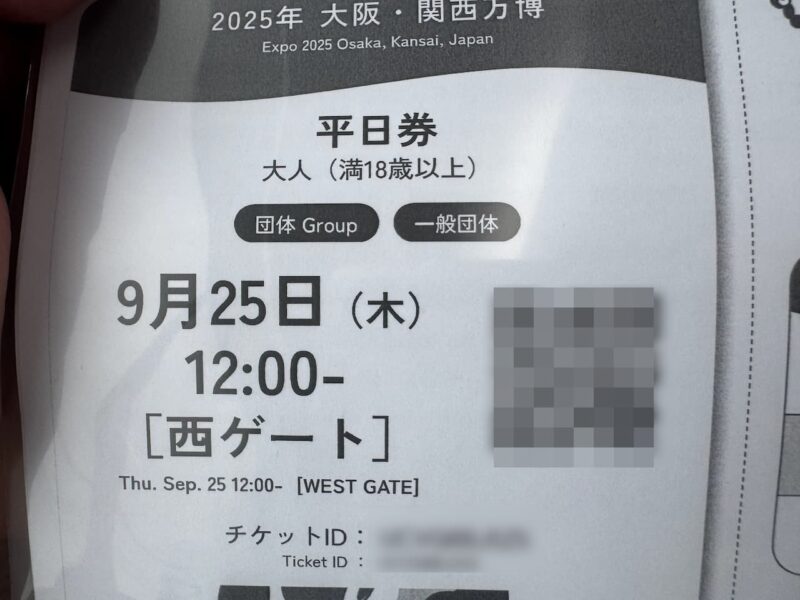 2025年 大阪・関西万博
Expo 2025 Osaka, Kansai, Japan
平日券
大人（満18歳以上）
団体 Group 一般団体
9月25日（木）
12:00-
［西ゲート］
Thu. Sep. 25 12:00- [WEST GATE]
チケットID：
Ticket ID :